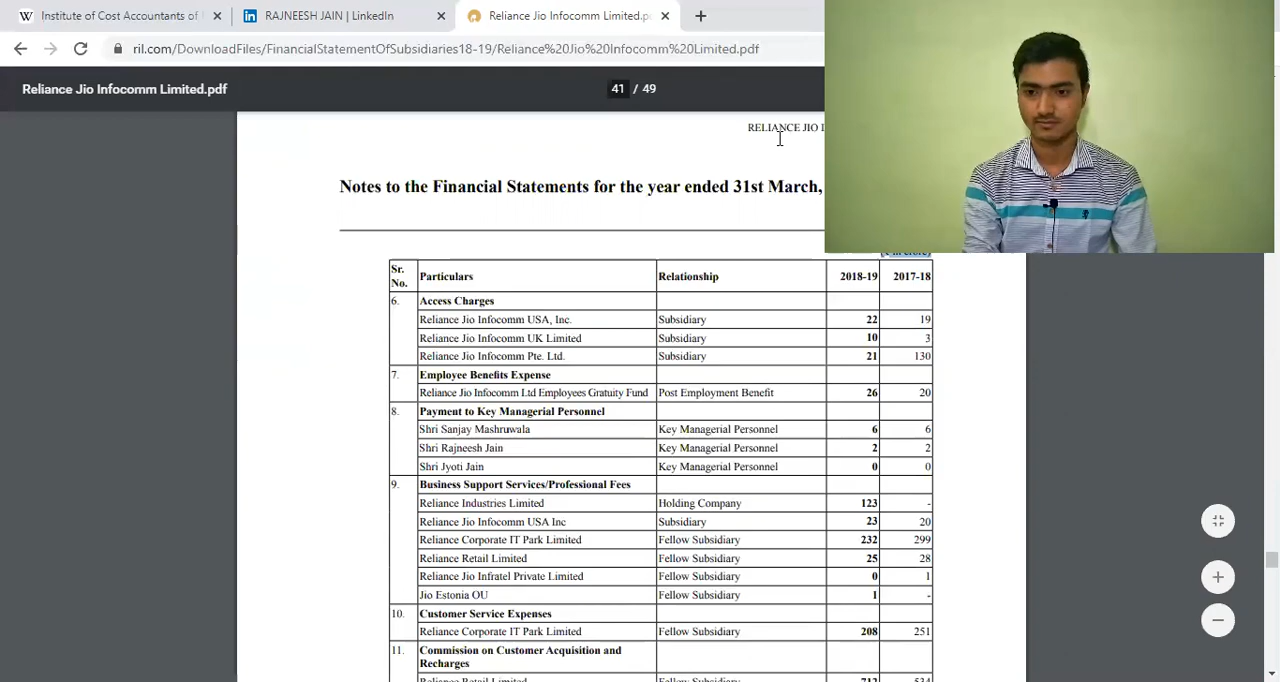 W Institute of Cost Accountants of × in RAJNEESH JAIN | LinkedIn × Reliance Jio Infocomm Limited.p × +
ril.com/DownloadFiles/FinancialStatementOfSubsidiaries18-19/Reliance%20Jio%20Infocomm%20Limited.pdf
Reliance Jio Infocomm Limited.pdf 41 / 49
RELIANCE JIO
Notes to the Financial Statements for the year ended 31st March,
Sr. No. Particulars Relationship 2018-19 2017-18
6. Access Charges
Reliance Jio Infocomm USA, Inc. Subsidiary 22 19
Reliance Jio Infocomm UK Limited Subsidiary 10 3
Reliance Jio Infocomm Pte. Ltd. Subsidiary 21 130
7. Employee Benefits Expense
Reliance Jio Infocomm Ltd Employees Gratuity Fund Post Employment Benefit 26 20
8. Payment to Key Managerial Personnel
Shri Sanjay Mashruwala Key Managerial Personnel 6 6
Shri Rajneesh Jain Key Managerial Personnel 2 2
Shri Jyoti Jain Key Managerial Personnel 0 0
9. Business Support Services/Professional Fees
Reliance Industries Limited Holding Company 123 -
Reliance Jio Infocomm USA Inc Subsidiary 23 20
Reliance Corporate IT Park Limited Fellow Subsidiary 232 299
Reliance Retail Limited Fellow Subsidiary 25 28
Reliance Jio Infratel Private Limited Fellow Subsidiary 0 1
Jio Estonia OU Fellow Subsidiary 1 -
10. Customer Service Expenses
Reliance Corporate IT Park Limited Fellow Subsidiary 208 251
11. Commission on Customer Acquisition and
Recharges
Reliance Retail Limited Fellow Subsidiary 712 534